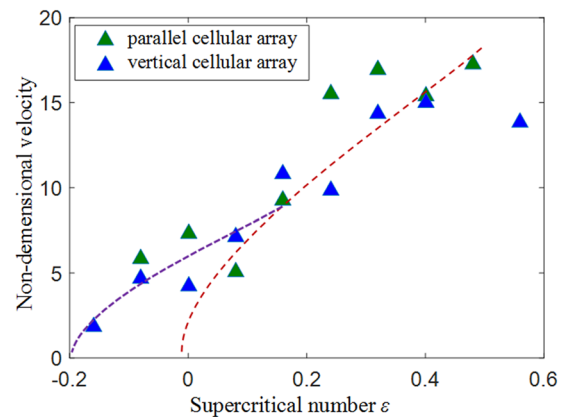 20
15
10
5
0
Non-demensional velocity
parallel cellular array
vertical cellular array
-0.2 0 0.2 0.4 0.6
Supercritical number ε